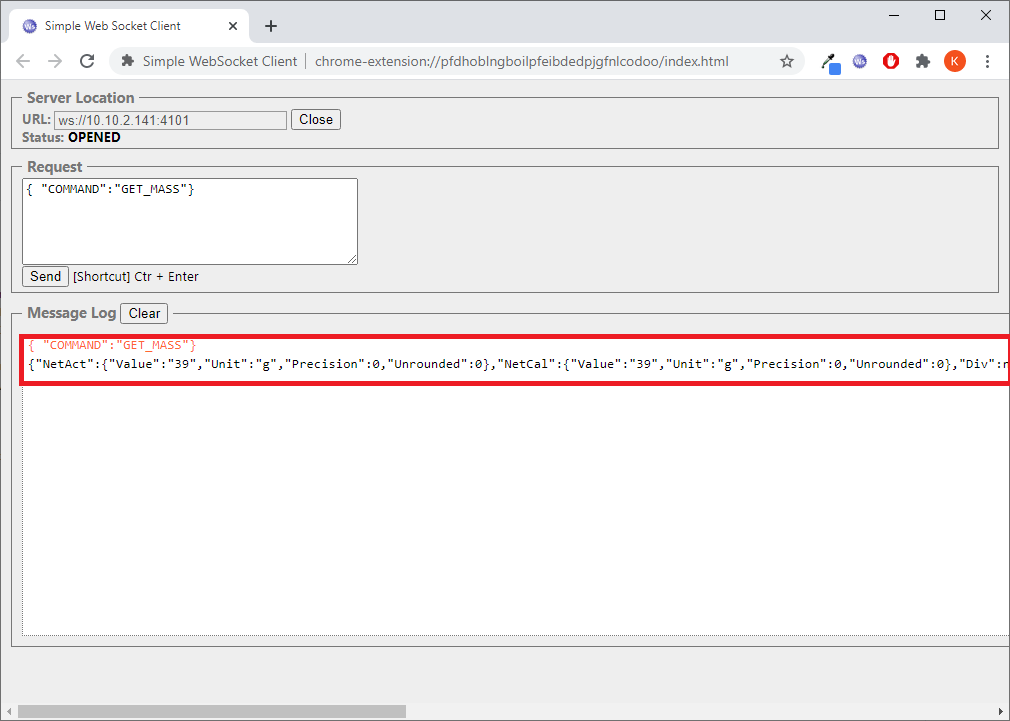 Simple Web Socket Client
Simple WebSocket Client chrome-extension://pfdhoblngboilpfeibdedpjgfnlcodoo/index.html
Ws
K
Server Location
URL: ws://10.10.2.141:4101 Close
Status: OPENED
Request
{ "COMMAND":"GET_MASS"}
Send [Shortcut] Ctr + Enter
Message Log Clear
{ "COMMAND":"GET_MASS"}
{"NetAct":{"Value":"39","Unit":"g","Precision":0,"Unrounded":0},"NetCal":{"Value":"39","Unit":"g","Precision":0,"Unrounded":0},"Div":